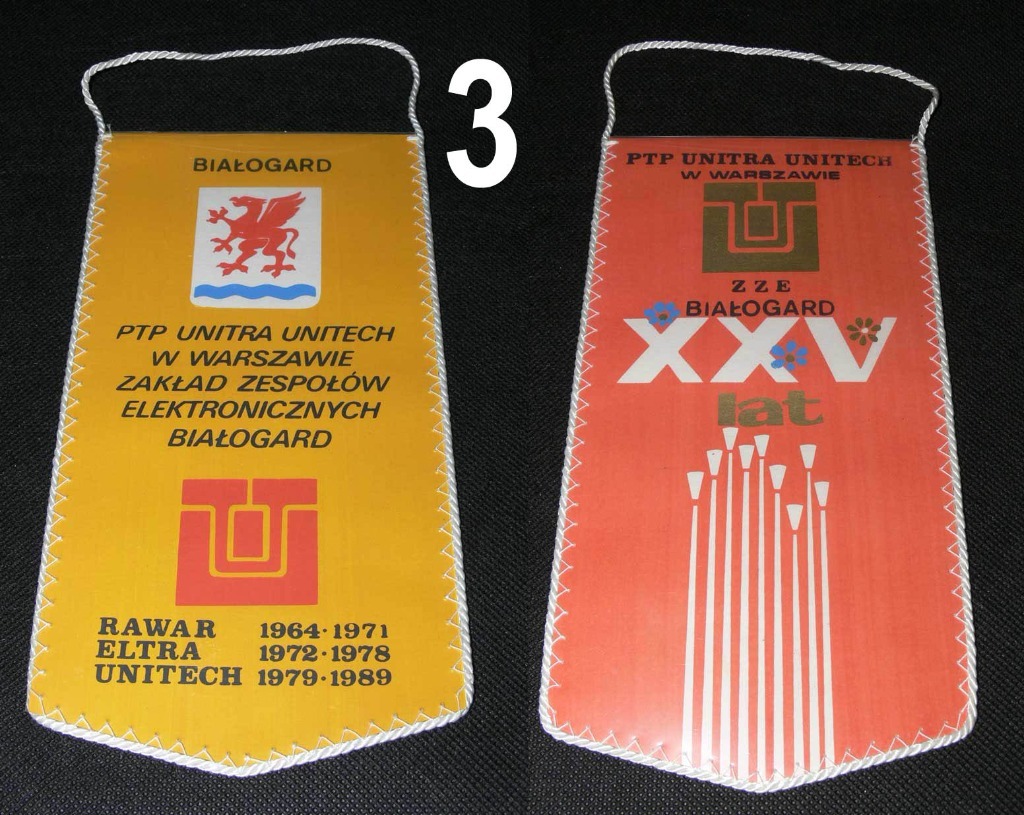 BIAŁOGARD
PTP UNITRA UNITECH
W WARSZAWIE
ZAKŁAD ZESPOŁÓW
ELEKTRONICZNYCH
BIAŁOGARD
RAWAR 1964·1971
ELTRA 1972·1978
UNITECH 1979·1989
3
PTP UNITRA UNITECH
W WARSZAWIE
ZZE
BIAŁOGARD
XXV
lat